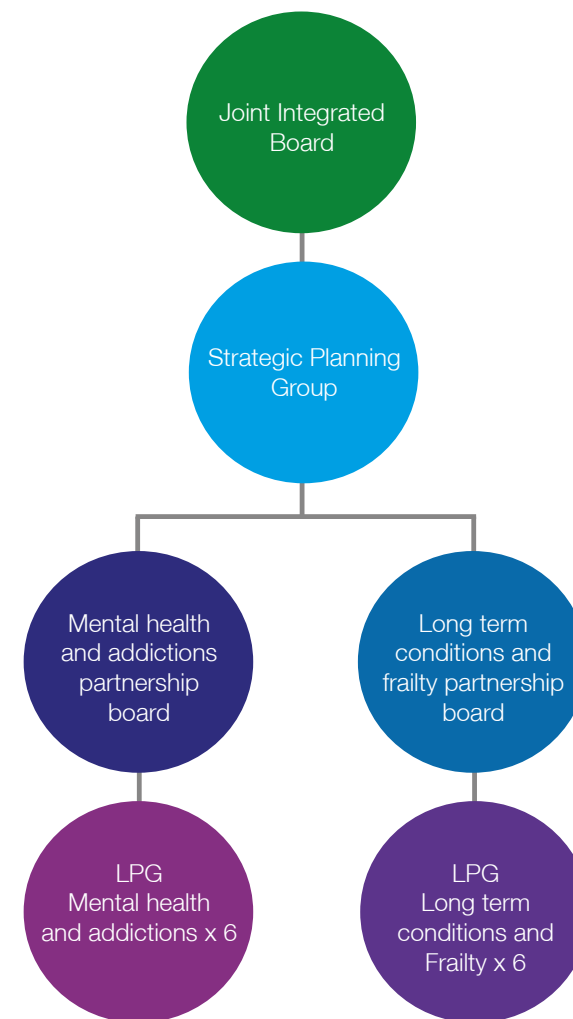 Joint Integrated
Board
Strategic Planning
Group
Mental health
and addictions
partnership
board
Long term
conditions and
frailty partnership
board
LPG
Mental health
and addictions x 6
LPG
Long term
conditions and
Frailty x 6